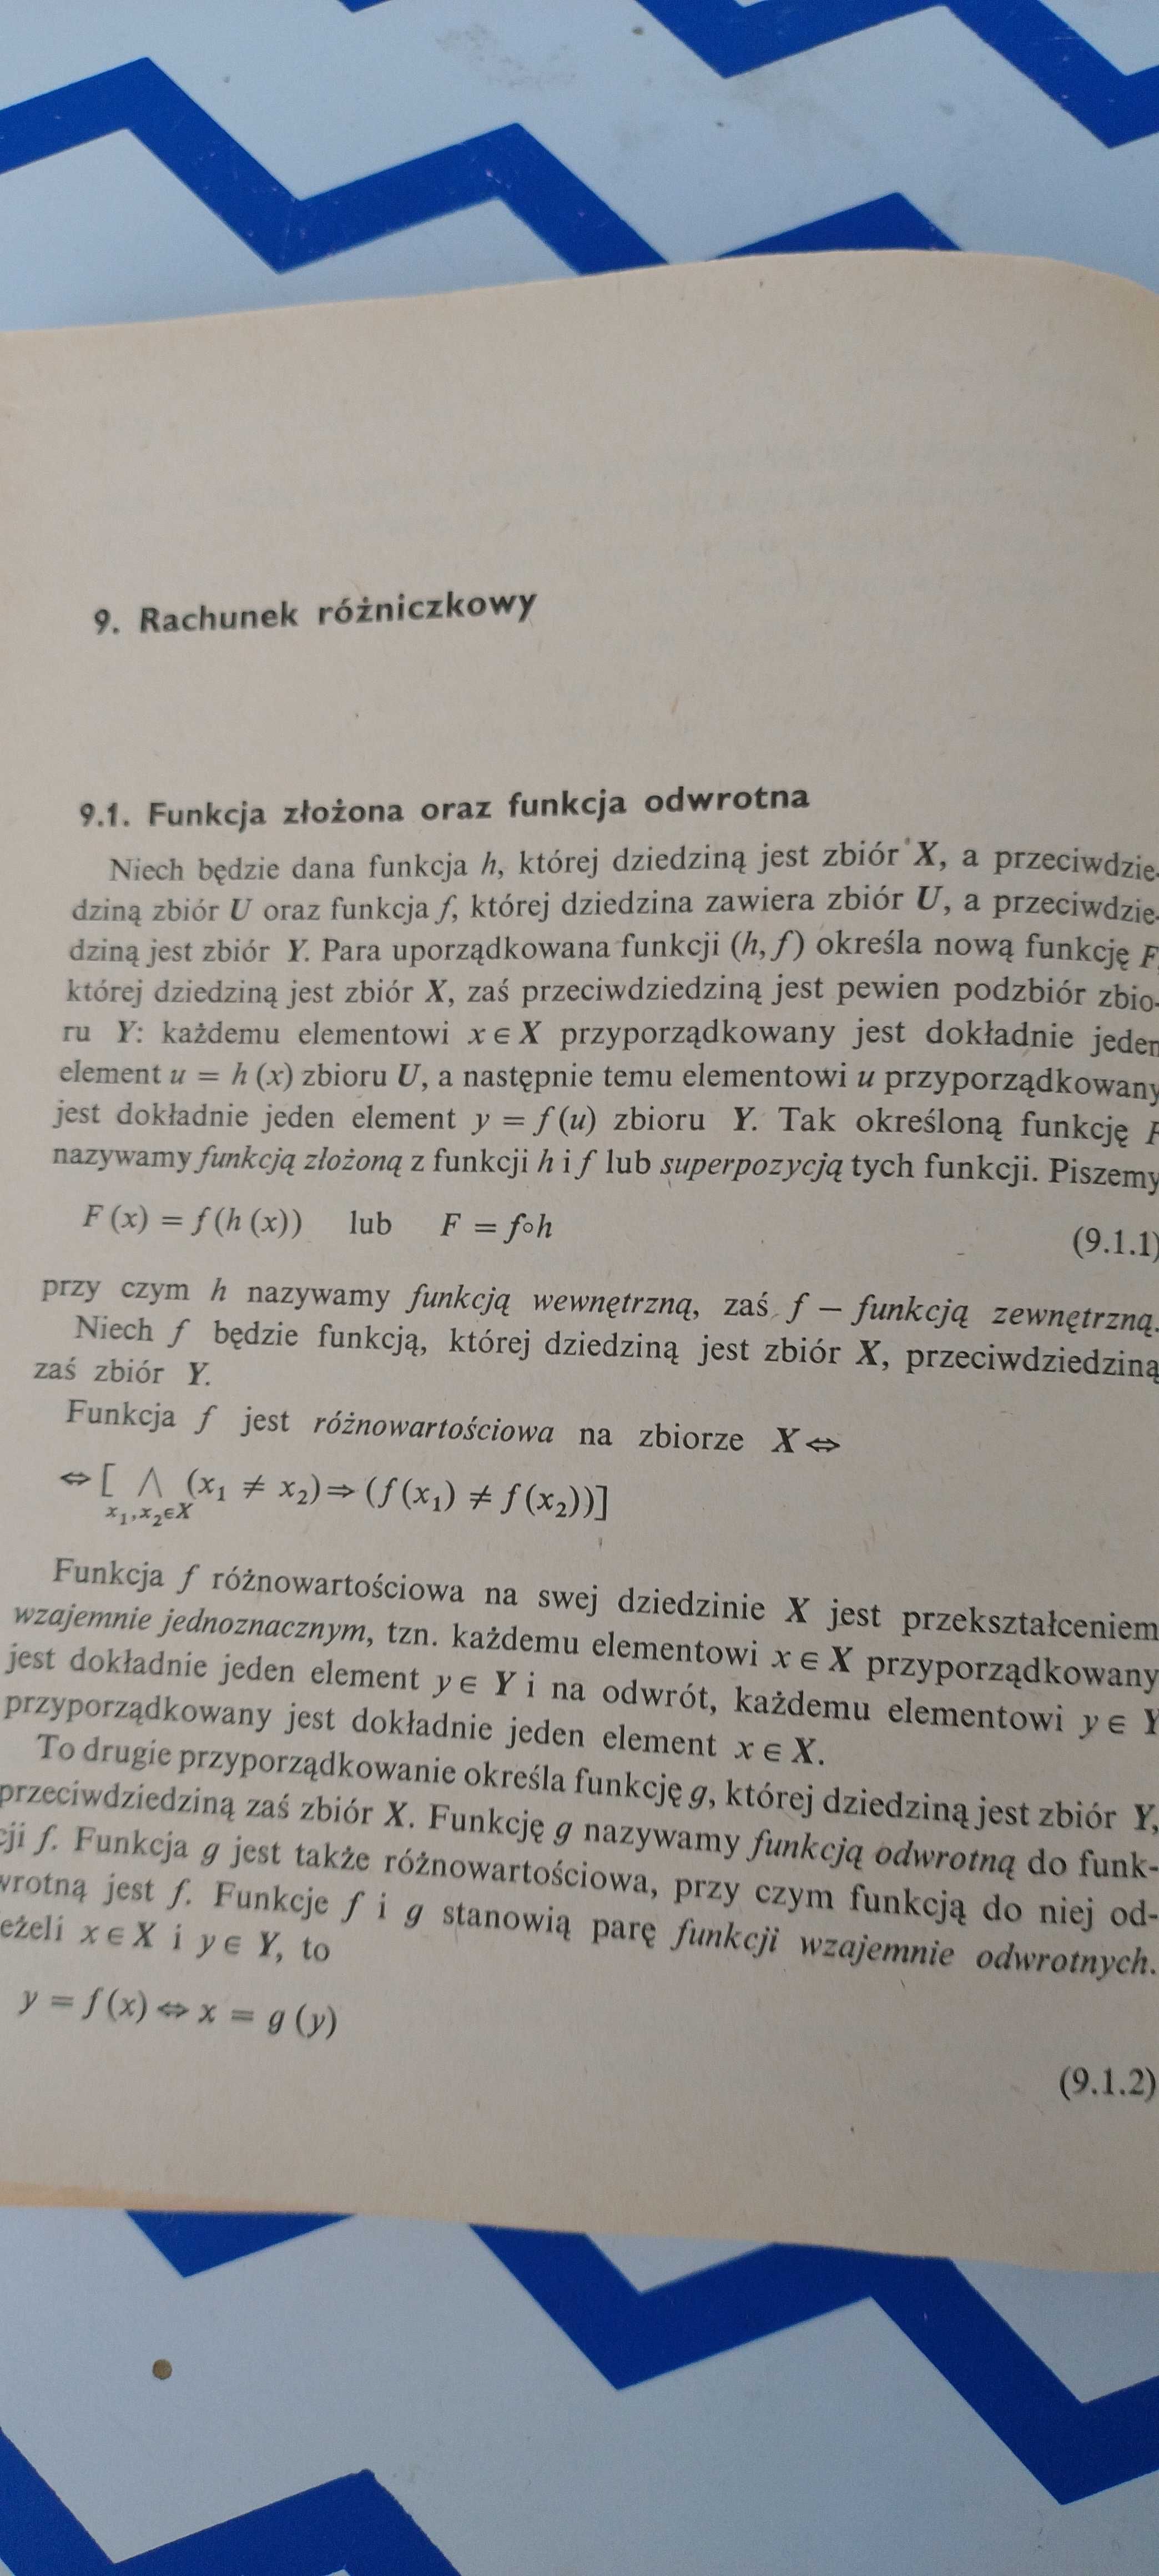 9. Rachunek różniczkowy
9.1. Funkcja złożona oraz funkcja odwrotna
Niech będzie dana funkcja h, której dziedziną jest zbiór X, a przeciwdzie-
dziną zbiór U oraz funkcja f, której dziedzina zawiera zbiór U, a przeciwdzie-
dziną jest zbiór Y. Para uporządkowana funkcji (h, f) określa nową funkcję F,
której dziedziną jest zbiór X, zaś przeciwdziedziną jest pewien podzbiór zbio-
ru Y: każdemu elementowi x ∈ X przyporządkowany jest dokładnie jeden
element u = h (x) zbioru U, a następnie temu elementowi u przyporządkowany
jest dokładnie jeden element y = f (u) zbioru Y. Tak określoną funkcję F
nazywamy funkcją złożoną z funkcji h i f lub superpozycją tych funkcji. Piszemy
F (x) = f (h (x)) lub F = f∘h (9.1.1)
przy czym h nazywamy funkcją wewnętrzną, zaś f — funkcją zewnętrzną.
Niech f będzie funkcją, której dziedziną jest zbiór X, przeciwdziedziną
zaś zbiór Y.
Funkcja f jest różnowartościowa na zbiorze X ⇔
⇔ [ ⋀ (x₁ ≠ x₂) ⇒ (f (x₁) ≠ f (x₂))]
x₁,x₂∈X
Funkcja f różnowartościowa na swej dziedzinie X jest przekształceniem
wzajemnie jednoznacznym, tzn. każdemu elementowi x ∈ X przyporządkowany
jest dokładnie jeden element y ∈ Y i na odwrót, każdemu elementowi y ∈ Y
przyporządkowany jest dokładnie jeden element x ∈ X.
To drugie przyporządkowanie określa funkcję g, której dziedziną jest zbiór Y,
przeciwdziedziną zaś zbiór X. Funkcję g nazywamy funkcją odwrotną do funk-
cji f. Funkcja g jest także różnowartościowa, przy czym funkcją do niej od-
wrotną jest f. Funkcje f i g stanowią parę funkcji wzajemnie odwrotnych.
eżeli x ∈ X i y ∈ Y, to
y = f (x) ⇔ x = g (y)
(9.1.2)